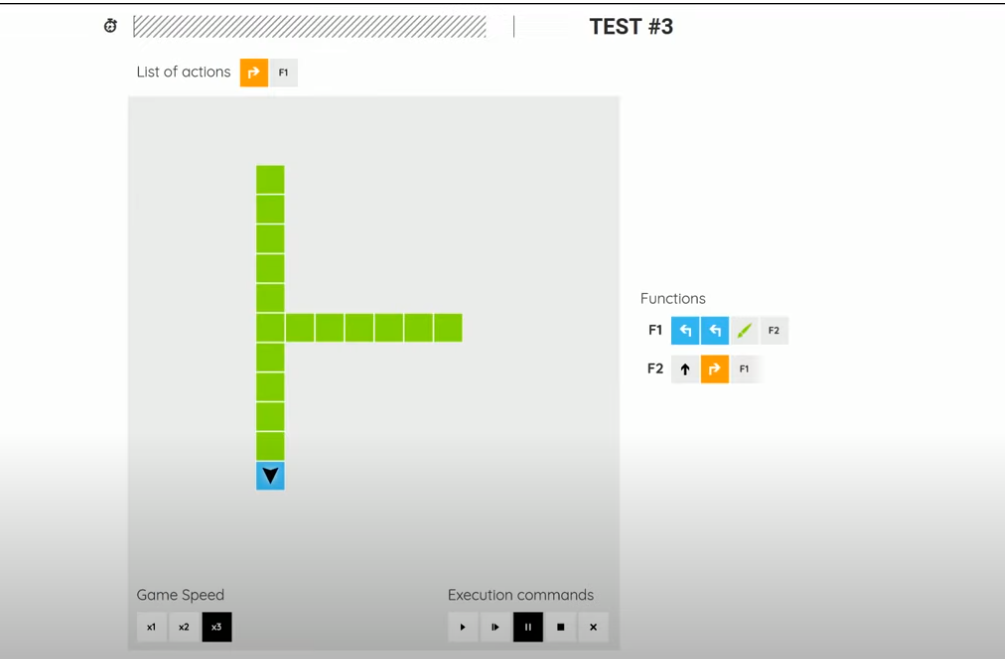 TEST #3
List of actions F1
Functions
F1 F2
F2 F1
Game Speed
Execution commands
x1 x2 x3